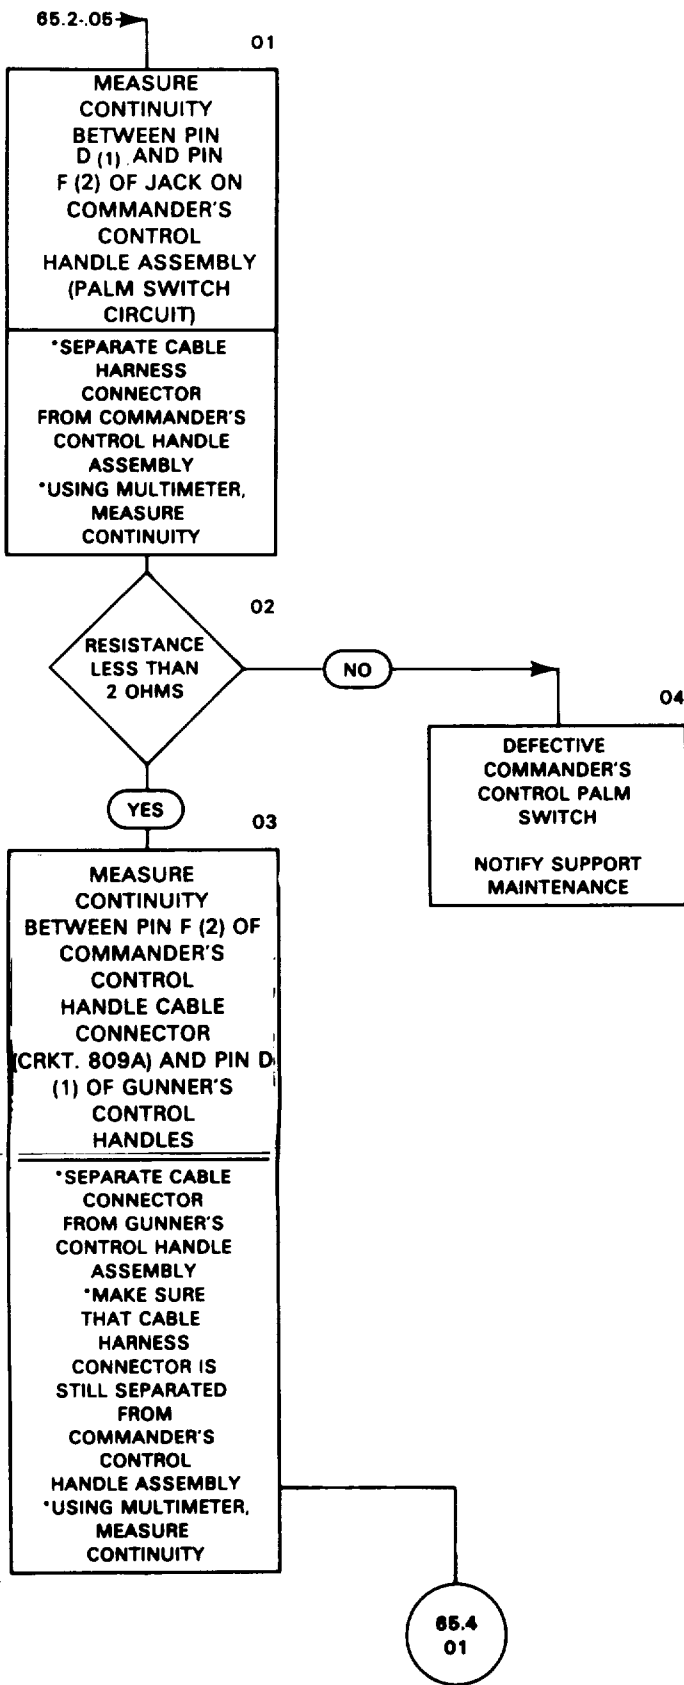 65.2-.05
01
MEASURE
CONTINUITY
BETWEEN PIN
D (1) AND PIN
F (2) OF JACK ON
COMMANDER'S
CONTROL
HANDLE ASSEMBLY
(PALM SWITCH
CIRCUIT)
*SEPARATE CABLE
HARNESS
CONNECTOR
FROM COMMANDER'S
CONTROL HANDLE
ASSEMBLY
*USING MULTIMETER,
MEASURE
CONTINUITY
02
RESISTANCE
LESS THAN
2 OHMS
NO
04
DEFECTIVE
COMMANDER'S
CONTROL PALM
SWITCH
NOTIFY SUPPORT
MAINTENANCE
YES
03
MEASURE
CONTINUITY
BETWEEN PIN F (2) OF
COMMANDER'S
CONTROL
HANDLE CABLE
CONNECTOR
(CRKT. 809A) AND PIN D
(1) OF GUNNER'S
CONTROL
HANDLES
*SEPARATE CABLE
CONNECTOR
FROM GUNNER'S
CONTROL HANDLE
ASSEMBLY
*MAKE SURE
THAT CABLE
HARNESS
CONNECTOR IS
STILL SEPARATED
FROM
COMMANDER'S
CONTROL
HANDLE ASSEMBLY
*USING MULTIMETER,
MEASURE
CONTINUITY
65.4
01